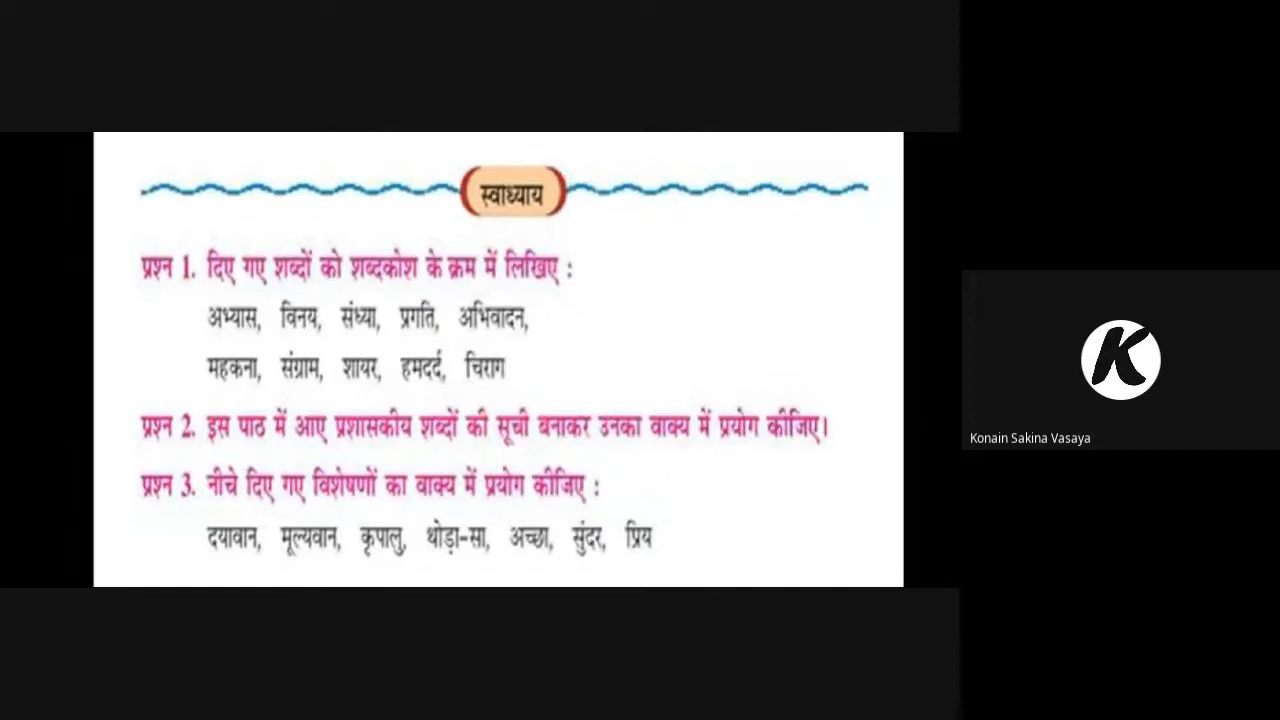 स्वाध्याय
प्रश्न 1. दिए गए शब्दों को शब्दकोश के क्रम में लिखिए :
अभ्यास, विनय, संध्या, प्रगति, अभिवादन,
महकना, संग्राम, शायर, हमदर्द, चिराग
प्रश्न 2. इस पाठ में आए प्रशासकीय शब्दों की सूची बनाकर उनका वाक्य में प्रयोग कीजिए।
प्रश्न 3. नीचे दिए गए विशेषणों का वाक्य में प्रयोग कीजिए :
दयावान, मूल्यवान, कृपालु, थोड़ा-सा, अच्छा, सुंदर, प्रिय
K
Konain Sakina Vasaya